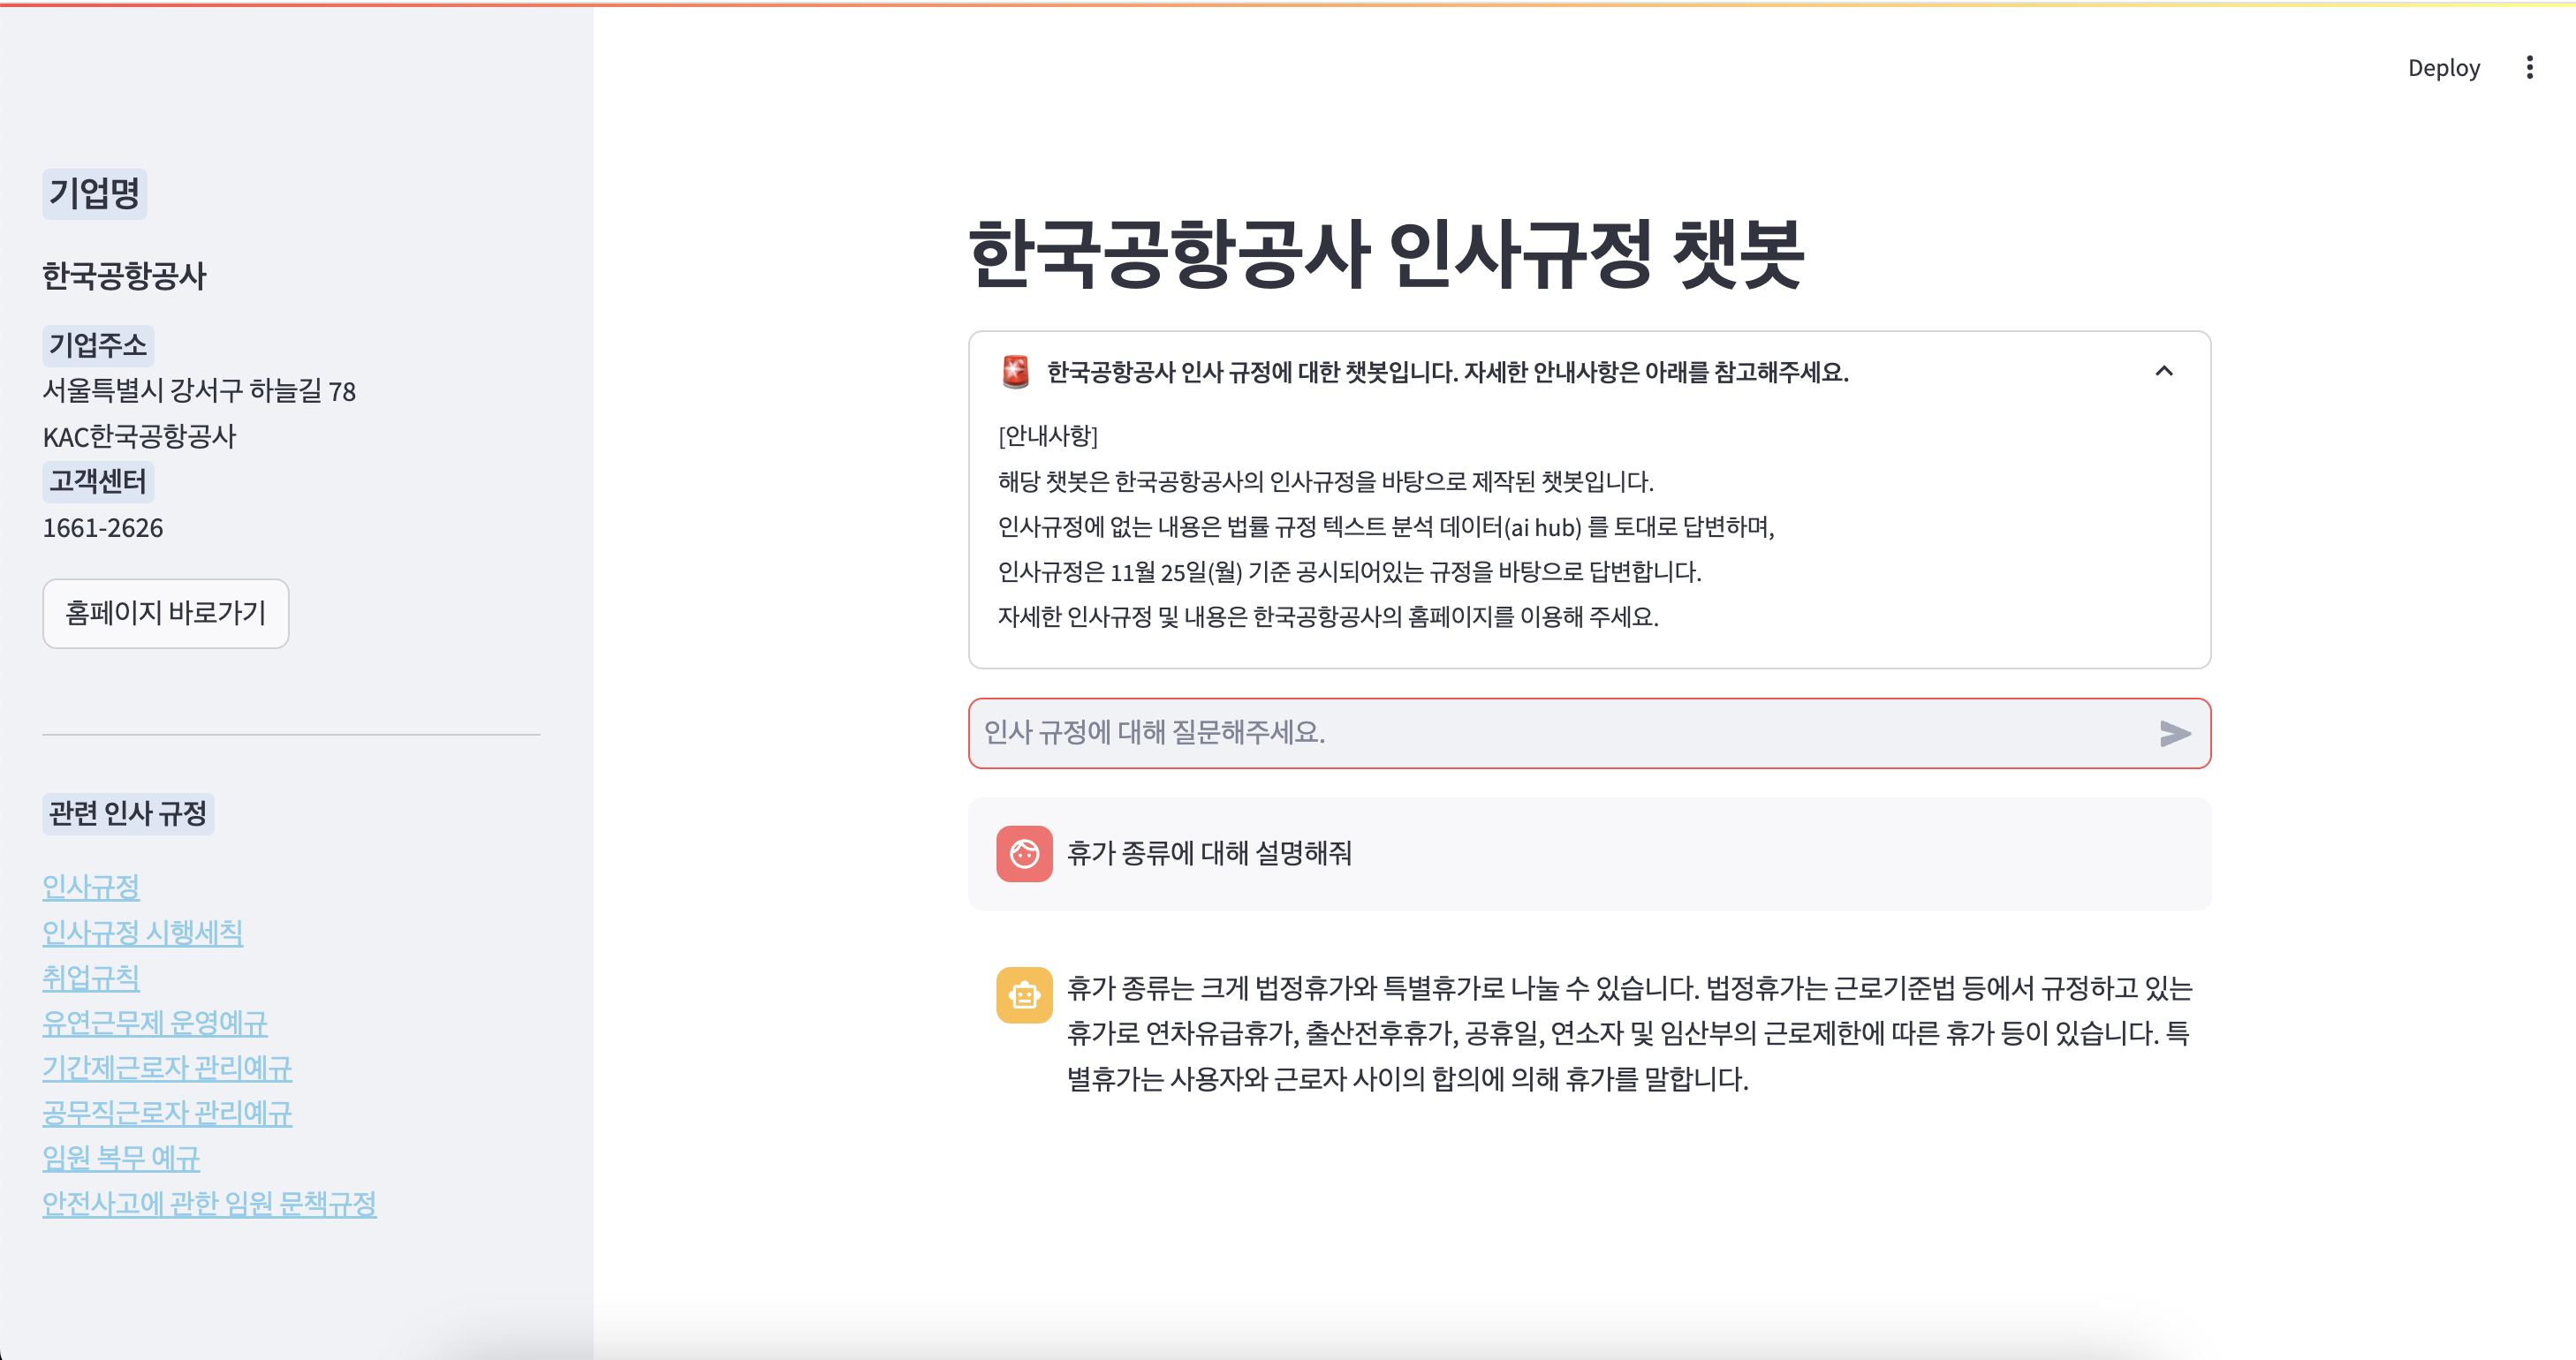 Deploy
기업명
한국공항공사
기업주소
서울특별시 강서구 하늘길 78
KAC한국공항공사
고객센터
1661-2626
홈페이지 바로가기
관련 인사 규정
인사규정
인사규정 시행세칙
취업규칙
유연근무제 운영예규
기간제근로자 관리예규
공무직근로자 관리예규
임원 복무 예규
안전사고에 관한 임원 문책규정
한국공항공사 인사규정 챗봇
한국공항공사 인사 규정에 대한 챗봇입니다. 자세한 안내사항은 아래를 참고해주세요.
[안내사항]
해당 챗봇은 한국공항공사의 인사규정을 바탕으로 제작된 챗봇입니다.
인사규정에 없는 내용은 법률 규정 텍스트 분석 데이터(ai hub) 를 토대로 답변하며,
인사규정은 11월 25일(월) 기준 공시되어있는 규정을 바탕으로 답변합니다.
자세한 인사규정 및 내용은 한국공항공사의 홈페이지를 이용해 주세요.
인사 규정에 대해 질문해주세요.
휴가 종류에 대해 설명해줘
휴가 종류는 크게 법정휴가와 특별휴가로 나눌 수 있습니다. 법정휴가는 근로기준법 등에서 규정하고 있는
휴가로 연차유급휴가, 출산전후휴가, 공휴일, 연소자 및 임산부의 근로제한에 따른 휴가 등이 있습니다. 특
별휴가는 사용자와 근로자 사이의 합의에 의해 휴가를 말합니다.